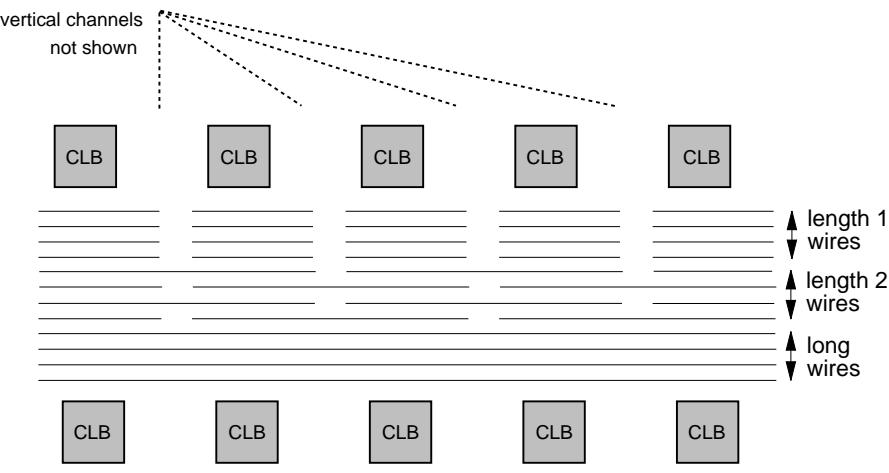 vertical channels
not shown
CLB CLB CLB CLB CLB
length 1
wires
length 2
wires
long
wires
CLB CLB CLB CLB CLB